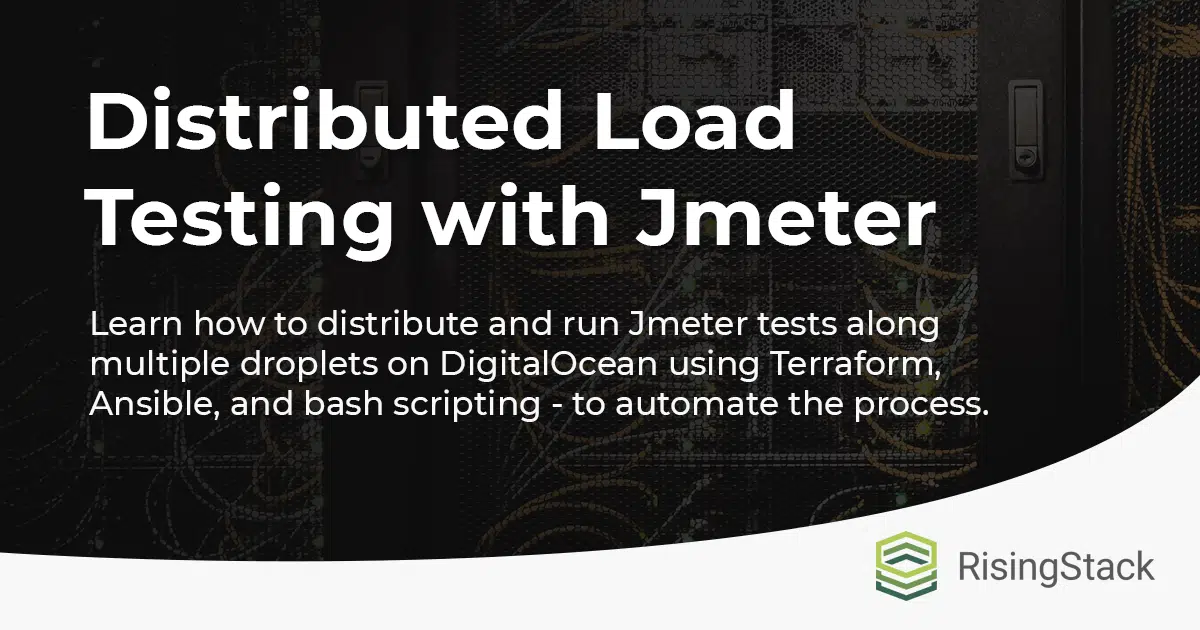 Distributed Load
Testing with Jmeter
Learn how to distribute and run Jmeter tests along
multiple droplets on DigitalOcean using Terraform,
Ansible, and bash scripting - to automate the process.
RisingStack